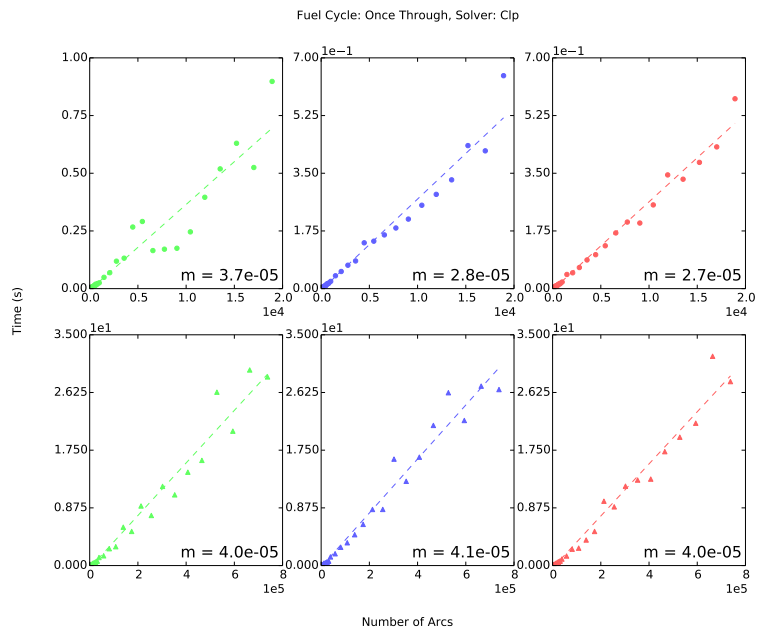 Fuel Cycle: Once Through, Solver: Clp
1.00
0.75
0.50
0.25
0.00
0.0 0.5 1.0 1.5 2.0
1e4
m = 3.7e-05
1e−1
7.00
5.25
3.50
1.75
0.00
0.0 0.5 1.0 1.5 2.0
1e4
m = 2.8e-05
1e−1
7.00
5.25
3.50
1.75
0.00
0.0 0.5 1.0 1.5 2.0
1e4
m = 2.7e-05
Time (s)
1e1
3.500
2.625
1.750
0.875
0.000
0 2 4 6 8
1e5
m = 4.0e-05
1e1
3.500
2.625
1.750
0.875
0.000
0 2 4 6 8
1e5
m = 4.1e-05
1e1
3.500
2.625
1.750
0.875
0.000
0 2 4 6 8
1e5
m = 4.0e-05
Number of Arcs